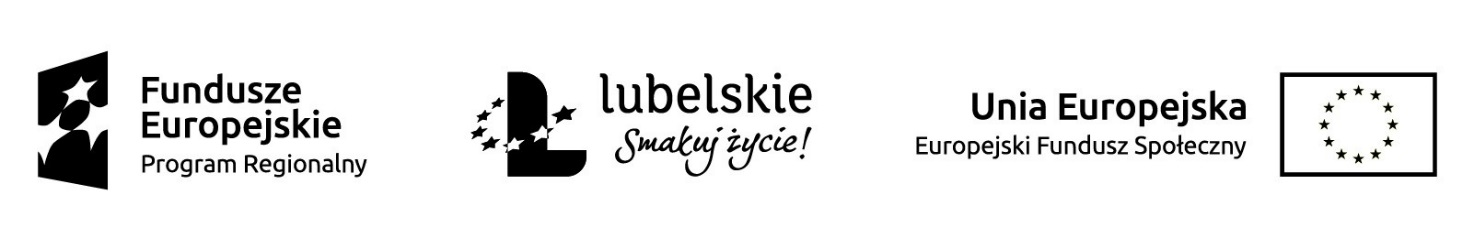 Fundusze
Europejskie
Program Regionalny
lubelskie
Smakuj życie!
Unia Europejska
Europejski Fundusz Społeczny